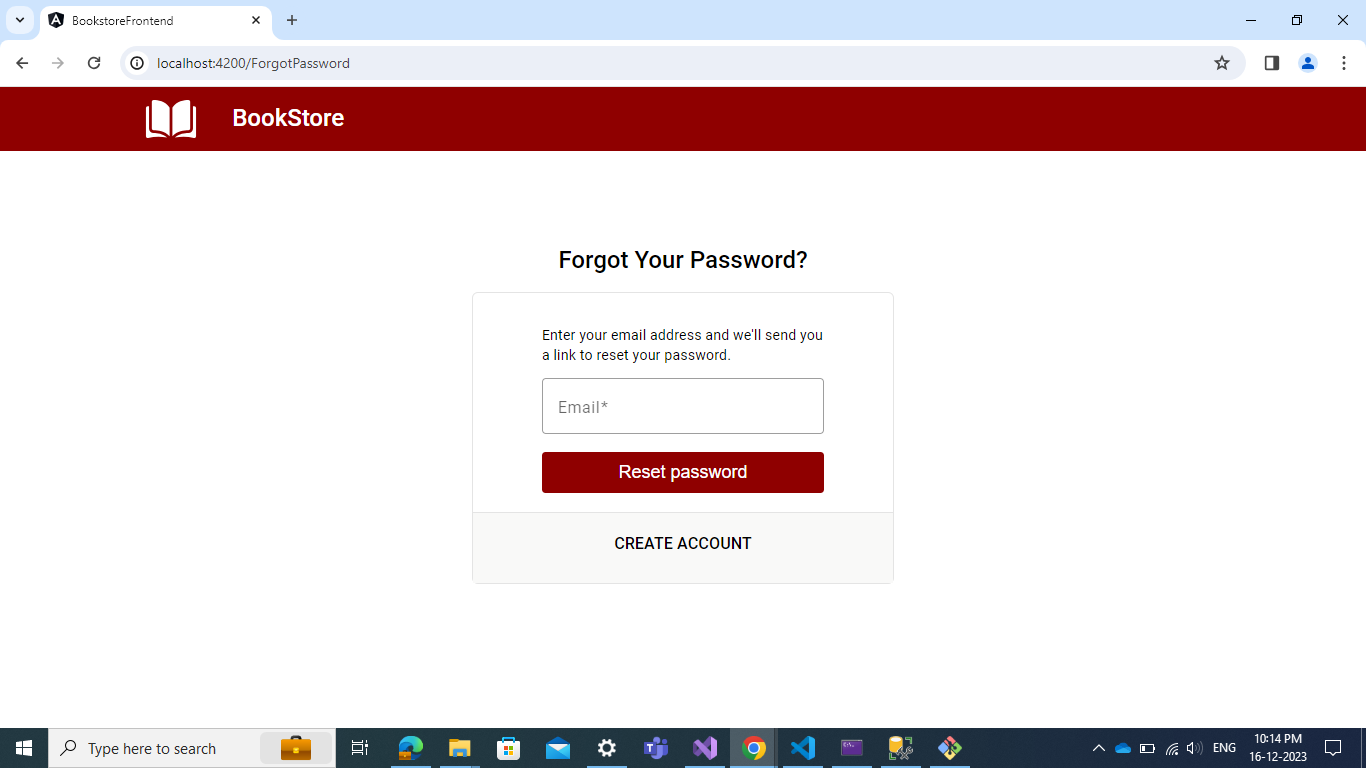 BookstoreFrontend
localhost:4200/ForgotPassword
BookStore
Forgot Your Password?
Enter your email address and we'll send you
a link to reset your password.
Email*
Reset password
CREATE ACCOUNT
Type here to search
ENG
10:14 PM
16-12-2023